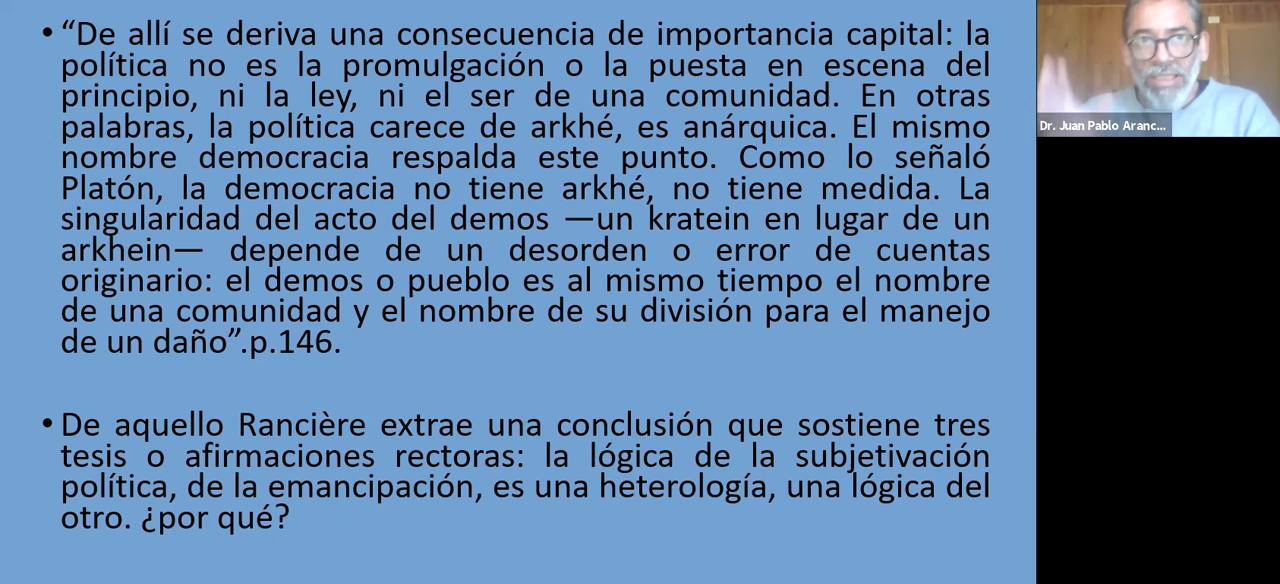 • “De allí se deriva una consecuencia de importancia capital: la
política no es la promulgación o la puesta en escena del
principio, ni la ley, ni el ser de una comunidad. En otras
palabras, la política carece de arkhé, es anárquica. El mismo
nombre democracia respalda este punto. Como lo señaló
Platón, la democracia no tiene arkhé, no tiene medida. La
singularidad del acto del demos —un kratein en lugar de un
arkhein— depende de un desorden o error de cuentas
originario: el demos o pueblo es al mismo tiempo el nombre
de una comunidad y el nombre de su división para el manejo
de un daño”.p.146.
• De aquello Rancière extrae una conclusión que sostiene tres
tesis o afirmaciones rectoras: la lógica de la subjetivación
política, de la emancipación, es una heterología, una lógica del
otro. ¿por qué?
Dr. Juan Pablo Aranc...